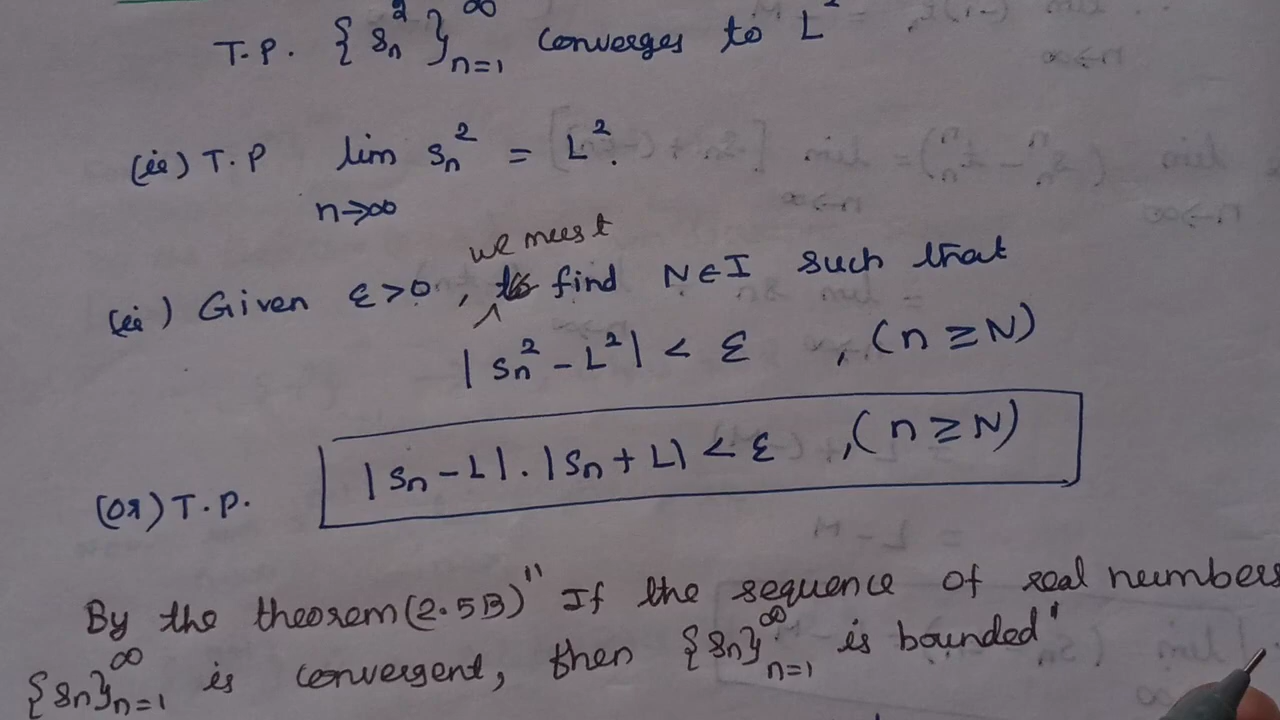 T.P. {sₙ²}ₙ₌₁^∞ converges to L²
(ie) T.P lim sₙ² = L².
n→∞
we must
(ie) Given ε>0, find N∈I such that
|sₙ² - L²| < ε , (n ≥ N)
(or) T.P. |sₙ - L| . |sₙ + L| < ε , (n ≥ N)
By the theorem (2.5B) "If the sequence of real numbers
{sₙ}ₙ₌₁^∞ is convergent, then {sₙ}ₙ₌₁^∞ is bounded"